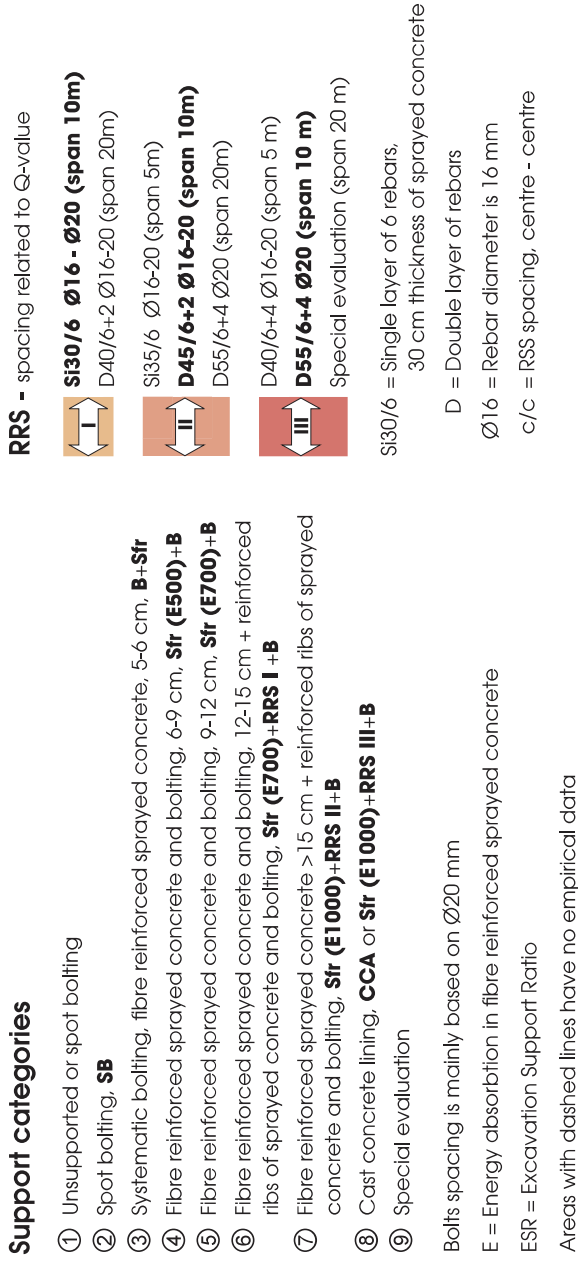 Support categories
① Unsupported or spot bolting
② Spot bolting, SB
③ Systematic bolting, fibre reinforced sprayed concrete, 5-6 cm, B+Sfr
④ Fibre reinforced sprayed concrete and bolting, 6-9 cm, Sfr (E500)+B
⑤ Fibre reinforced sprayed concrete and bolting, 9-12 cm, Sfr (E700)+B
⑥ Fibre reinforced sprayed concrete and bolting, 12-15 cm + reinforced
ribs of sprayed concrete and bolting, Sfr (E700)+RRS I +B
⑦ Fibre reinforced sprayed concrete >15 cm + reinforced ribs of sprayed
concrete and bolting, Sfr (E1000)+RRS II+B
⑧ Cast concrete lining, CCA or Sfr (E1000)+RRS III+B
⑨ Special evaluation
Bolts spacing is mainly based on Ø20 mm
E = Energy absorbtion in fibre reinforced sprayed concrete
ESR = Excavation Support Ratio
Areas with dashed lines have no empirical data
RRS - spacing related to Q-value
I
Si30/6 Ø16 - Ø20 (span 10m)
D40/6+2 Ø16-20 (span 20m)
II
Si35/6 Ø16-20 (span 5m)
D45/6+2 Ø16-20 (span 10m)
D55/6+4 Ø20 (span 20m)
III
D40/6+4 Ø16-20 (span 5 m)
D55/6+4 Ø20 (span 10 m)
Special evaluation (span 20 m)
Si30/6 = Single layer of 6 rebars,
30 cm thickness of sprayed concrete
D = Double layer of rebars
Ø16 = Rebar diameter is 16 mm
c/c = RSS spacing, centre - centre